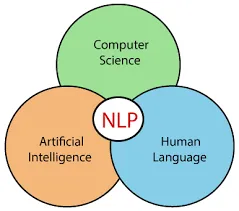 Computer
Science
NLP
Artificial
Intelligence
Human
Language